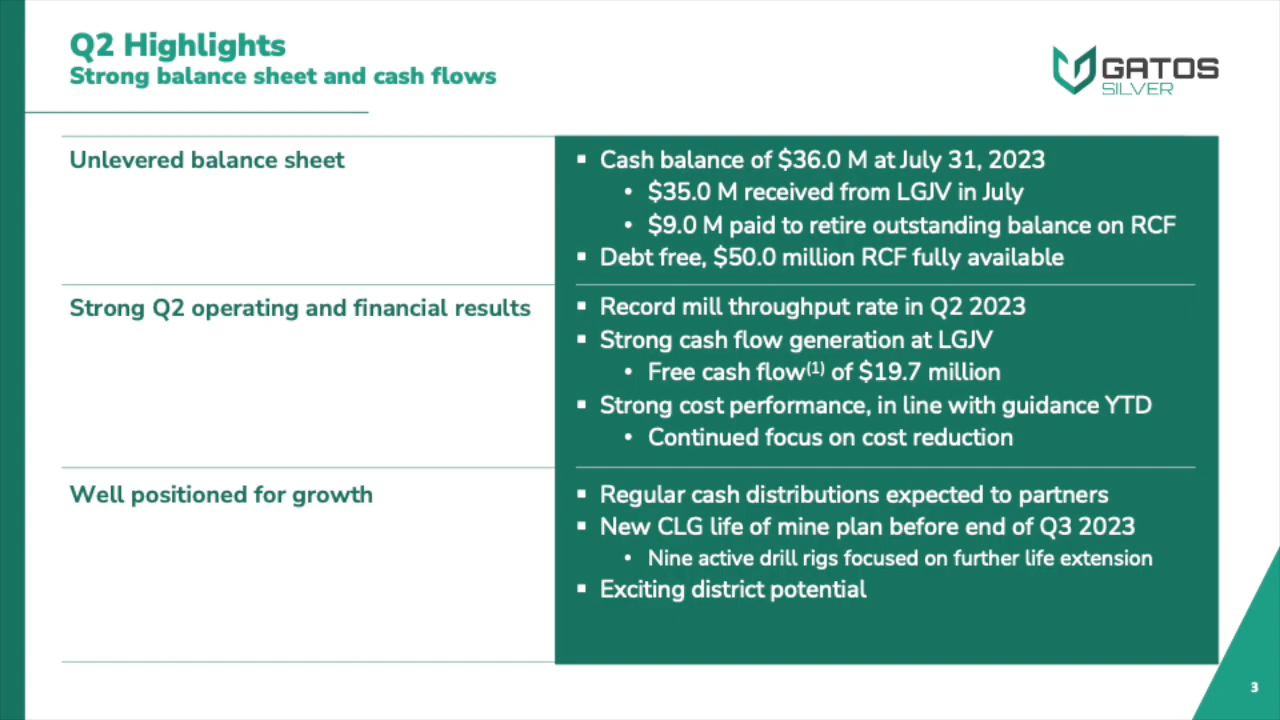 Q2 Highlights
Strong balance sheet and cash flows
GATOS
SILVER
Unlevered balance sheet
▪ Cash balance of $36.0 M at July 31, 2023
• $35.0 M received from LGJV in July
• $9.0 M paid to retire outstanding balance on RCF
▪ Debt free, $50.0 million RCF fully available
Strong Q2 operating and financial results
▪ Record mill throughput rate in Q2 2023
▪ Strong cash flow generation at LGJV
• Free cash flow(1) of $19.7 million
▪ Strong cost performance, in line with guidance YTD
• Continued focus on cost reduction
Well positioned for growth
▪ Regular cash distributions expected to partners
▪ New CLG life of mine plan before end of Q3 2023
• Nine active drill rigs focused on further life extension
▪ Exciting district potential
3